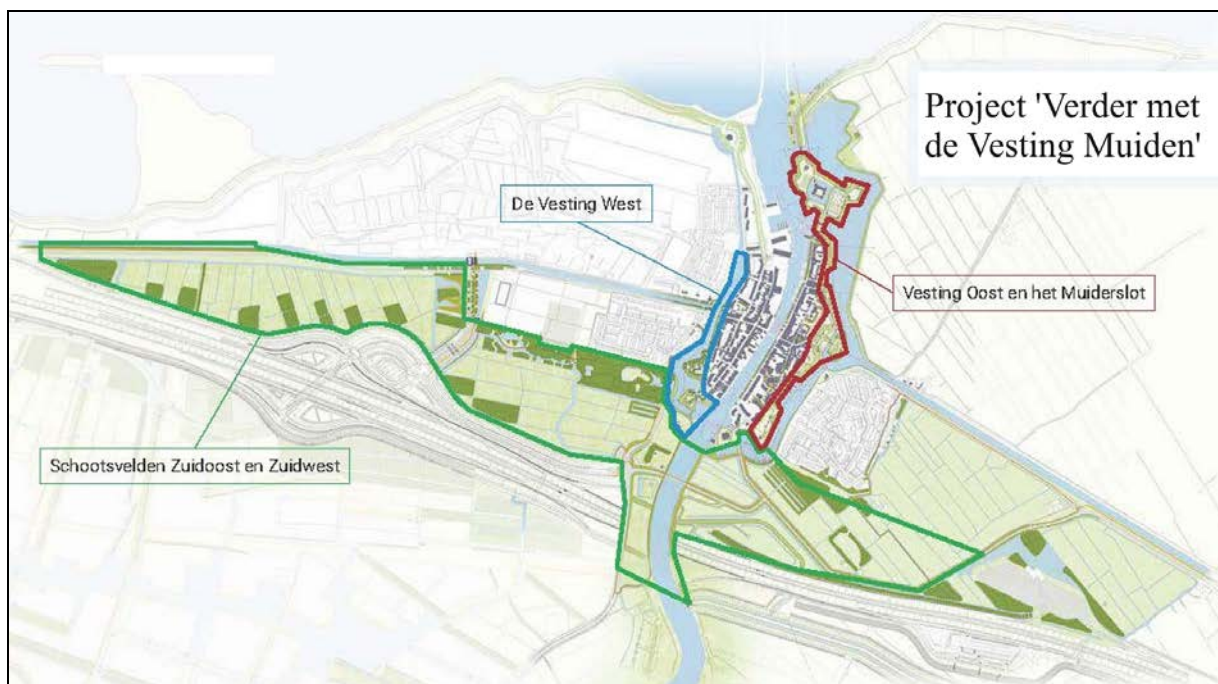 Project 'Verder met
de Vesting Muiden'
De Vesting West
Vesting Oost en het Muiderslot
Schootsvelden Zuidoost en Zuidwest